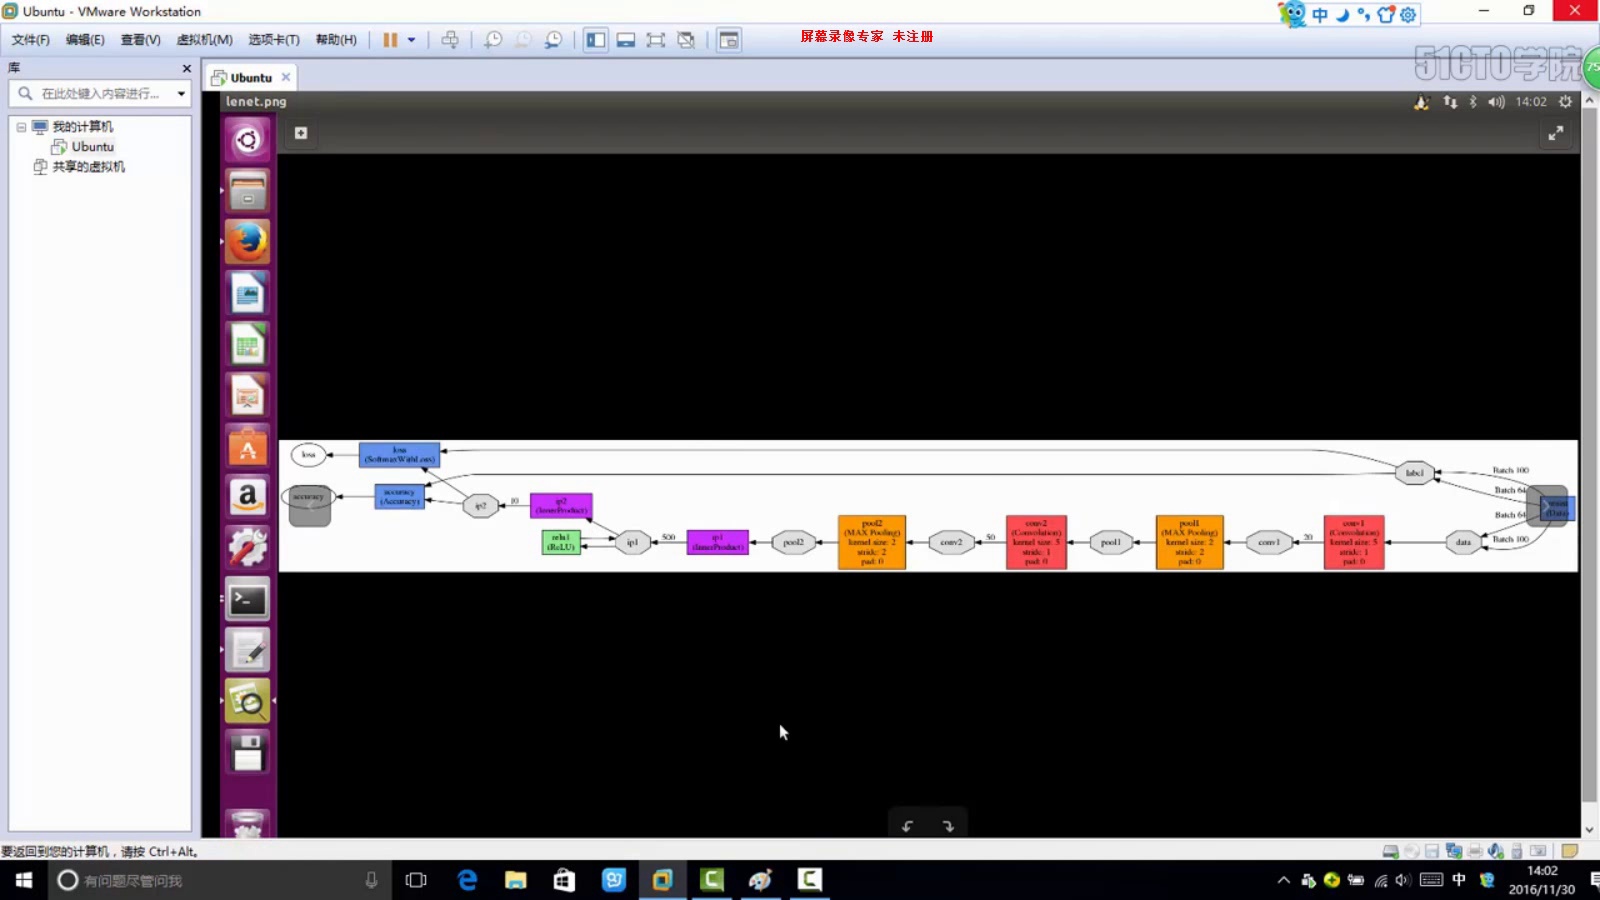 Ubuntu - VMware Workstation
中
文件(F) 编辑(E) 查看(V) 虚拟机(M) 选项卡(T) 帮助(H)
屏幕录像专家 未注册
51CTO学院
75
库
Ubuntu
在此处键入内容进行...
lenet.png
14:02
我的计算机
Ubuntu
共享的虚拟机
loss
loss
(SoftmaxWithLoss)
label
Batch 100
Batch 64
accuracy
accuracy
(Accuracy)
ip2
10
ip2
(InnerProduct)
(Data)
Batch 64
relu1
(ReLU)
ip1
500
ip1
(InnerProduct)
pool2
pool2
(MAX Pooling)
kernel size: 2
stride: 2
pad: 0
conv2
50
conv2
(Convolution)
kernel size: 5
stride: 1
pad: 0
pool1
pool1
(MAX Pooling)
kernel size: 2
stride: 2
pad: 0
conv1
20
conv1
(Convolution)
kernel size: 5
stride: 1
pad: 0
data
Batch 100
要返回到您的计算机，请按 Ctrl+Alt。
有问题尽管问我
中
14:02
2016/11/30